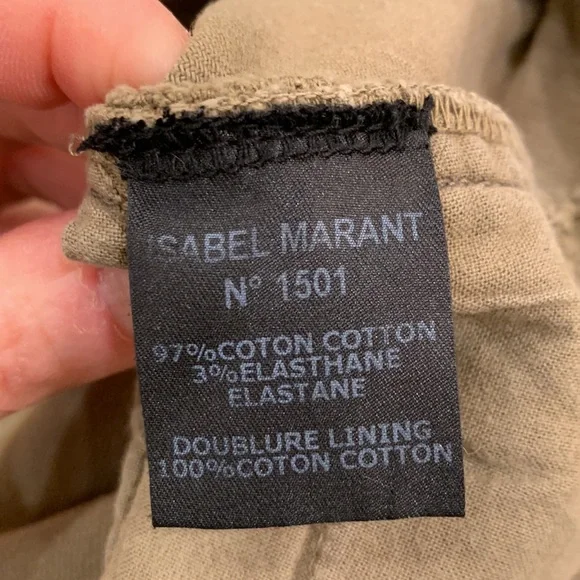 ISABEL MARANT
N° 1501
97%COTON COTTON
3%ELASTHANE
ELASTANE
DOUBLURE LINING
100%COTON COTTON